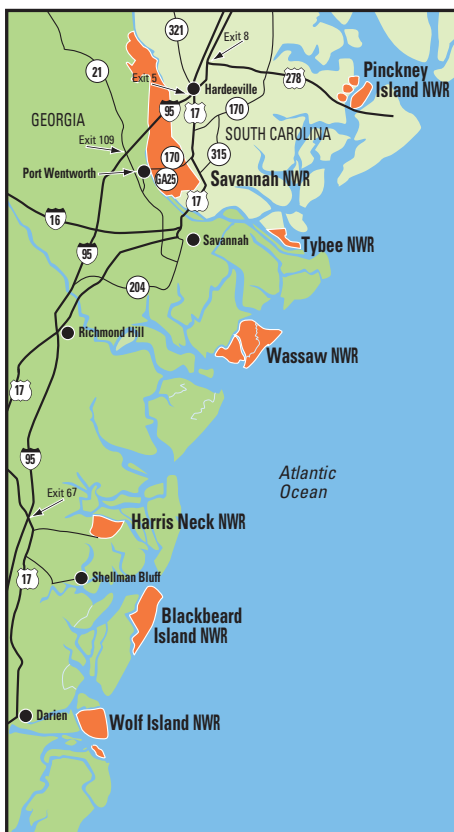 321
Exit 8
21
Exit 5
Hardeeville
278
Pinckney
Island NWR
95
17
170
GEORGIA
SOUTH CAROLINA
Exit 109
170
315
Port Wentworth
GA25
Savannah NWR
17
16
Savannah
Tybee NWR
95
204
Richmond Hill
Wassaw NWR
17
95
Atlantic
Ocean
Exit 67
Harris Neck NWR
17
Shellman Bluff
Blackbeard
Island NWR
Darien
Wolf Island NWR